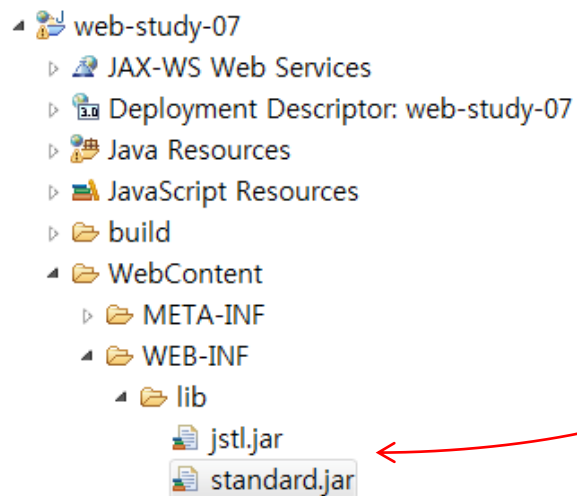 web-study-07
JAX-WS Web Services
Deployment Descriptor: web-study-07
Java Resources
JavaScript Resources
build
WebContent
META-INF
WEB-INF
lib
jstl.jar
standard.jar